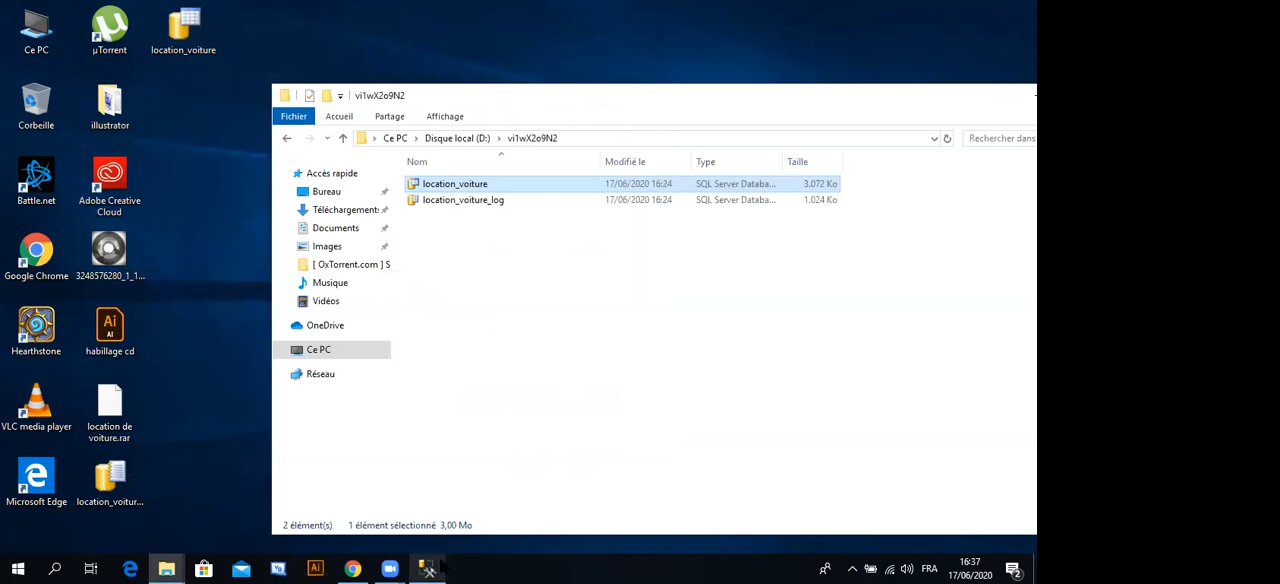 Ce PC
µTorrent
location_voiture
Corbeille
illustrator
Battle.net
Adobe Creative
Cloud
Google Chrome
3248576280_1_1...
Hearthstone
habillage cd
VLC media player
location de
voiture.rar
Microsoft Edge
location_voitur...
vi1wX2o9N2
Fichier
Accueil
Partage
Affichage
Ce PC > Disque local (D:) > vi1wX2o9N2
Rechercher dans
Nom
Modifié le
Type
Taille
location_voiture
17/06/2020 16:24
SQL Server Databa...
3.072 Ko
location_voiture_log
17/06/2020 16:24
SQL Server Databa...
1.024 Ko
Accès rapide
Bureau
Téléchargement:
Documents
Images
[ OxTorrent.com ] S
Musique
Vidéos
OneDrive
Ce PC
Réseau
2 élément(s)
1 élément sélectionné 3,00 Mo
Ai
FRA
16:37
17/06/2020
2